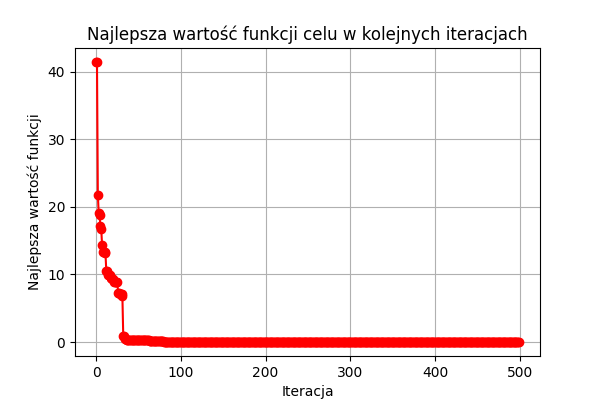 Najlepsza wartość funkcji celu w kolejnych iteracjach
Najlepsza wartość funkcji
40
30
20
10
0
0 100 200 300 400 500
Iteracja